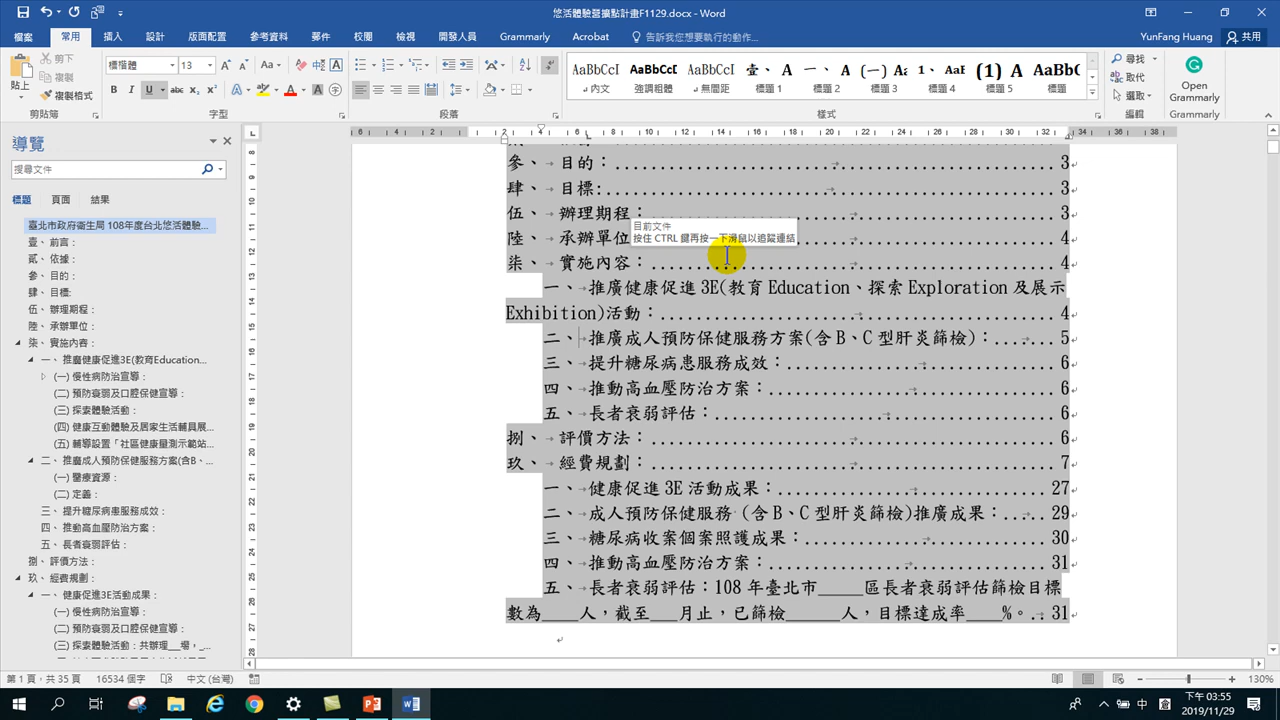 悠活體驗營擴點計畫F1129.docx - Word
檔案 常用 插入 設計 版面配置 參考資料 郵件 校閱 檢視 開發人員 Grammarly Acrobat 告訴我您想要執行的動作... YunFang Huang 共用
貼上
剪下
複製
複製格式
標楷體 13
剪貼簿 字型 段落 樣式 編輯
AaBbCcI AaBbCcD AaBbCcI 壹、 A 一、 A (一) Aa 1、 AaB (1) A AaBb(
內文 強調粗體 無間距 標題 1 標題 2 標題 3 標題 4 標題 5 標題
尋找
取代
選取
Open Grammarly
Grammarly
導覽
搜尋文件
標題 頁面 結果
臺北市政府衛生局 108年度台北悠活體驗...
壹、 前言：
貳、 依據：
參、 目的：
肆、 目標:
伍、 辦理期程：
陸、 承辦單位：
柒、 實施內容：
一、 推廣健康促進3E(教育Education...
(一) 慢性病防治宣導：
(二) 預防衰弱及口腔保健宣導：
(三) 探索體驗活動：
(四) 健康互動體驗及居家生活輔具展...
(五) 輔導設置「社區健康量測示範站...
二、 推廣成人預防保健服務方案(含B、...
(一) 醫療資源：
(二) 定義：
三、 提升糖尿病患服務成效：
四、 推動高血壓防治方案：
五、 長者衰弱評估：
捌、 評價方法：
玖、 經費規劃：
一、 健康促進3E活動成果：
(一) 慢性病防治宣導：
(二) 預防衰弱及口腔保健宣導：
(三) 探索體驗活動：共辦理__場，_...
參、 目的： 3
肆、 目標: 3
伍、 辦理期程： 3
目前文件
按住 CTRL 鍵再按一下滑鼠以追蹤連結
陸、 承辦單位 4
柒、 實施內容： 4
一、 推廣健康促進 3E(教育 Education、探索 Exploration 及展示
Exhibition)活動： 4
二、 推廣成人預防保健服務方案(含 B、C 型肝炎篩檢)： 5
三、 提升糖尿病患服務成效： 6
四、 推動高血壓防治方案： 6
五、 長者衰弱評估： 6
捌、 評價方法： 6
玖、 經費規劃： 7
一、 健康促進 3E 活動成果： 27
二、 成人預防保健服務 (含 B、C 型肝炎篩檢)推廣成果： 29
三、 糖尿病收案個案照護成果： 30
四、 推動高血壓防治方案： 31
五、 長者衰弱評估：108 年臺北市_____區長者衰弱評估篩檢目標
數為____人，截至___月止，已篩檢______人，目標達成率____%。 31
第 1 頁，共 35 頁 16534 個字 中文 (台灣) 130%
中 下午 03:55
2019/11/29